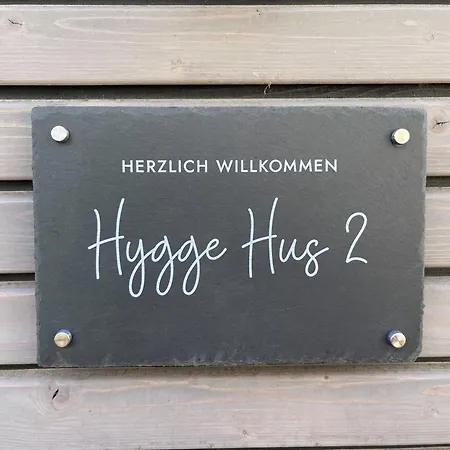 HERZLICH WILLKOMMEN
Hygge Hus 2